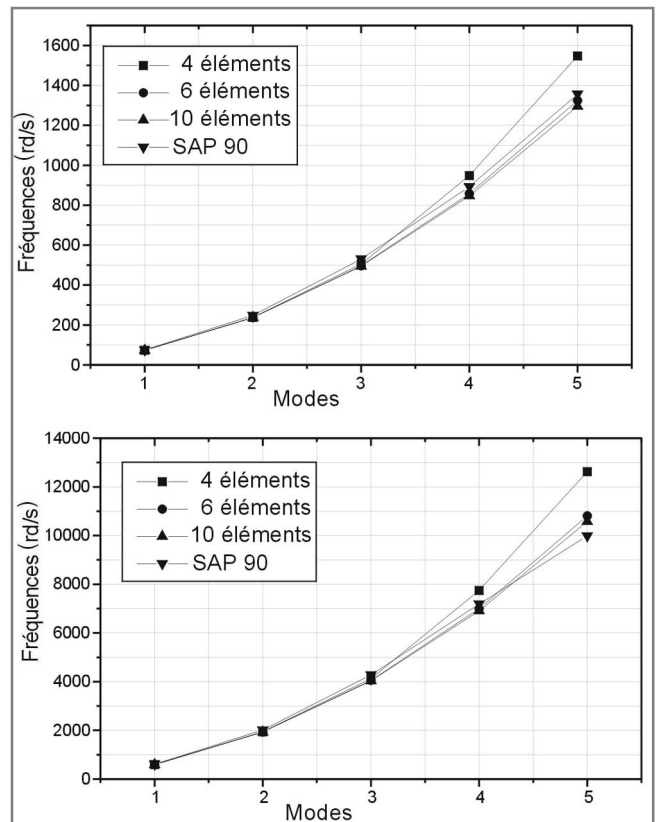 1600
1400
1200
1000
800
600
400
200
0
Fréquences (rd/s)
4 éléments
6 éléments
10 éléments
SAP 90
1 2 3 4 5
Modes
14000
12000
10000
8000
6000
4000
2000
0
Fréquences (rd/s)
4 éléments
6 éléments
10 éléments
SAP 90
1 2 3 4 5
Modes